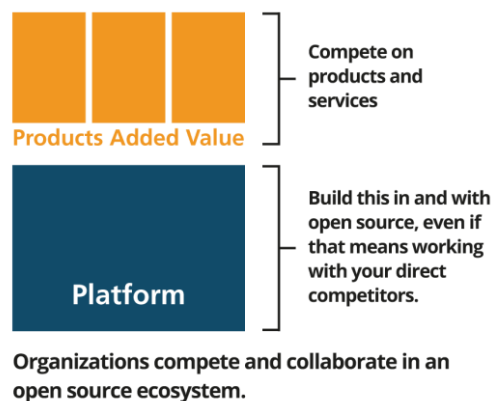 Compete on
products and
services
Products Added Value
Build this in and with
open source, even if
that means working
with your direct
competitors.
Platform
Organizations compete and collaborate in an
open source ecosystem.